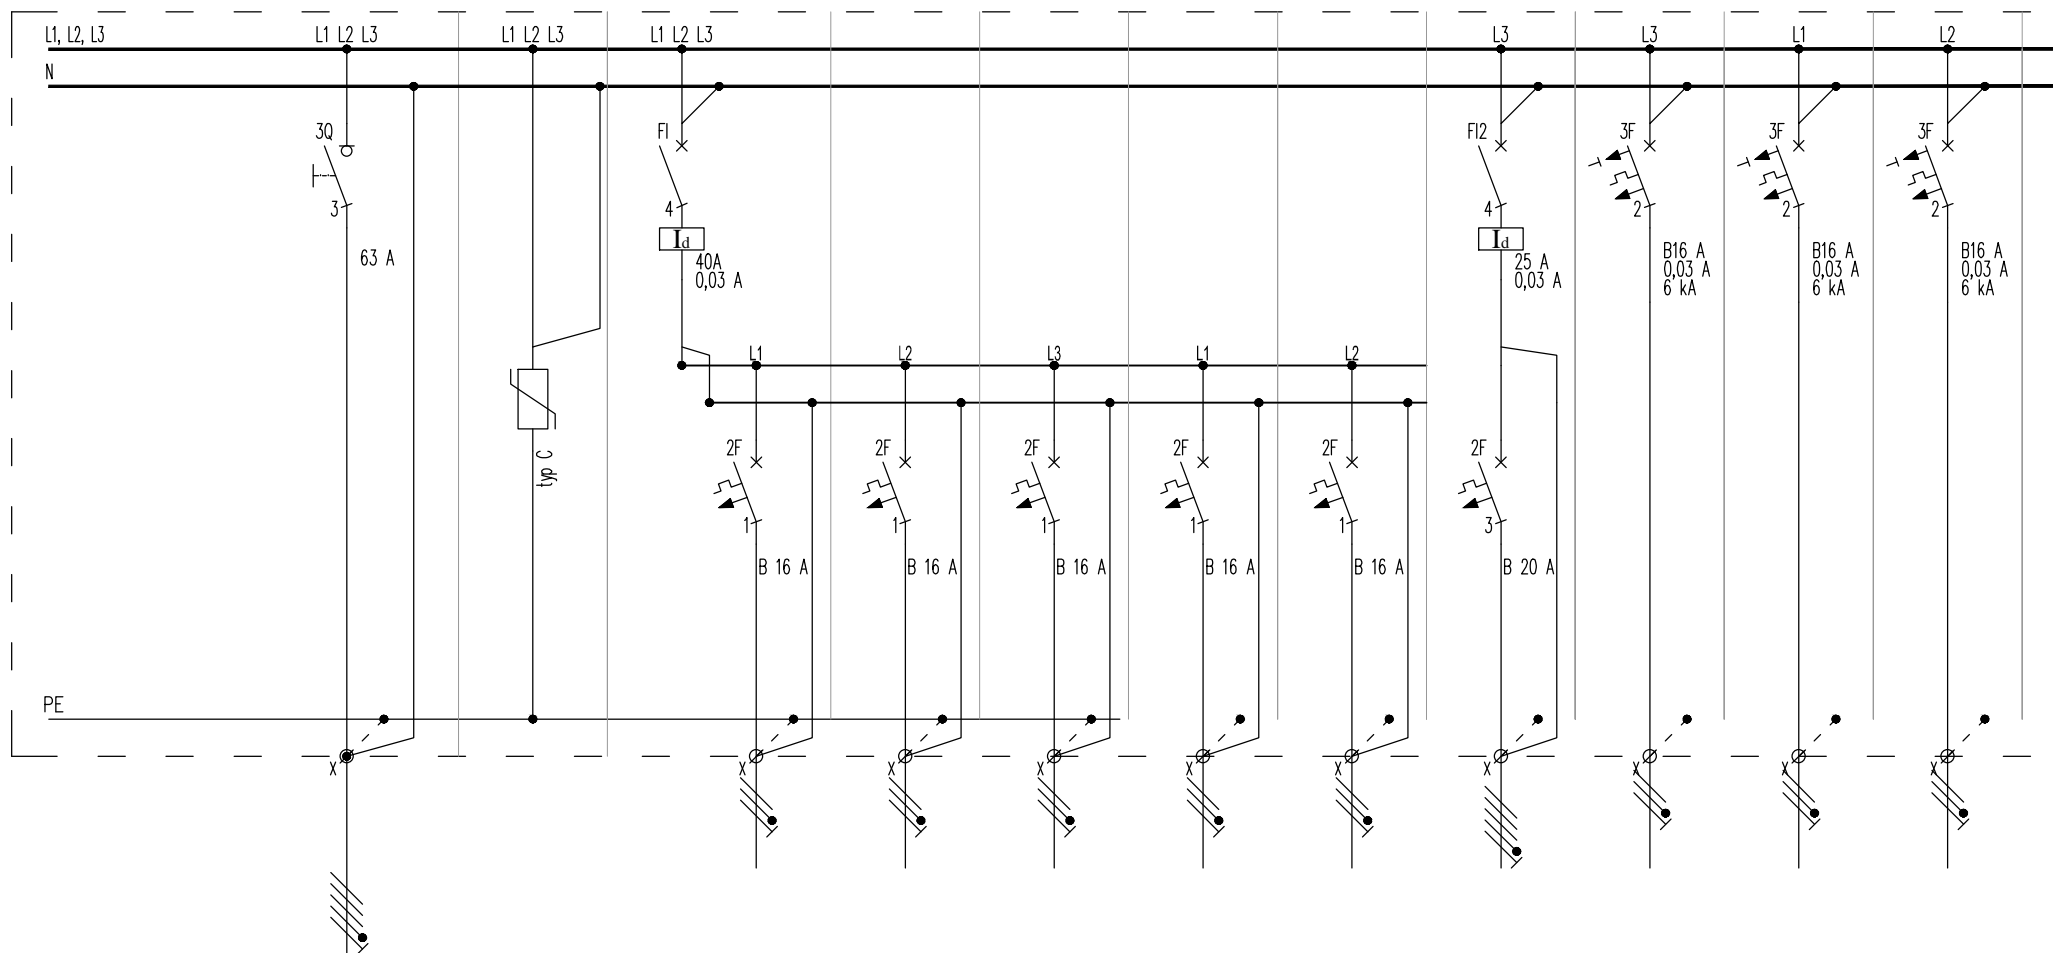 L1, L2, L3
L1 L2 L3
L1 L2 L3
L1 L2 L3
L3
L3
L1
L2
N
3Q
FI
FI2
3F
3F
3F
3
4
4
2
2
2
Id
Id
63 A
40A
0,03 A
25 A
0,03 A
B16 A
0,03 A
6 kA
B16 A
0,03 A
6 kA
B16 A
0,03 A
6 kA
L1
L2
L3
L1
L2
typ C
2F
2F
2F
2F
2F
2F
1
1
1
1
1
3
B 16 A
B 16 A
B 16 A
B 16 A
B 16 A
B 20 A
PE
X
X
X
X
X
X
X
X
X
X